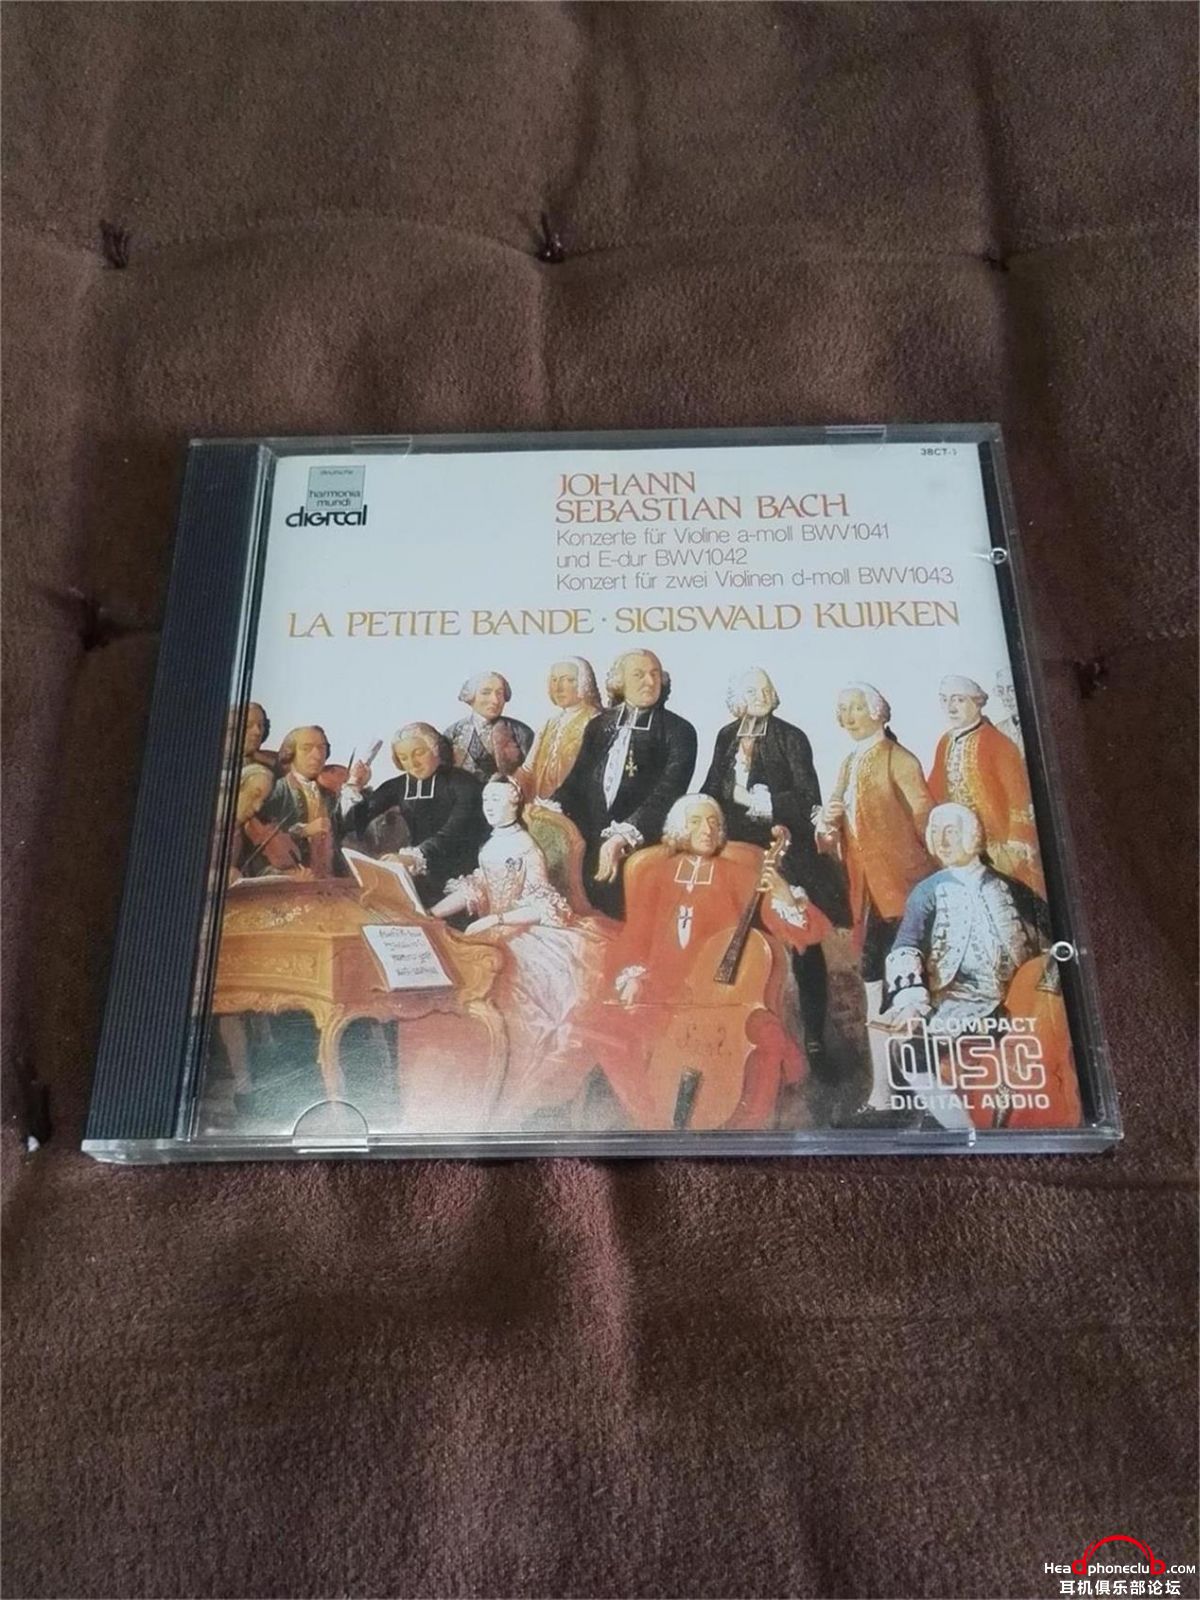 38CT-
deutsche
harmonia
mundi
digital
JOHANN
SEBASTIAN BACH
Konzerte für Violine a-moll BWV1041
und E-dur BWV1042
Konzert für zwei Violinen d-moll BWV1043
LA PETITE BANDE · SIGISWALD KUIJKEN
COMPACT
disc
DIGITAL AUDIO
Headphoneclub.com
耳机俱乐部论坛